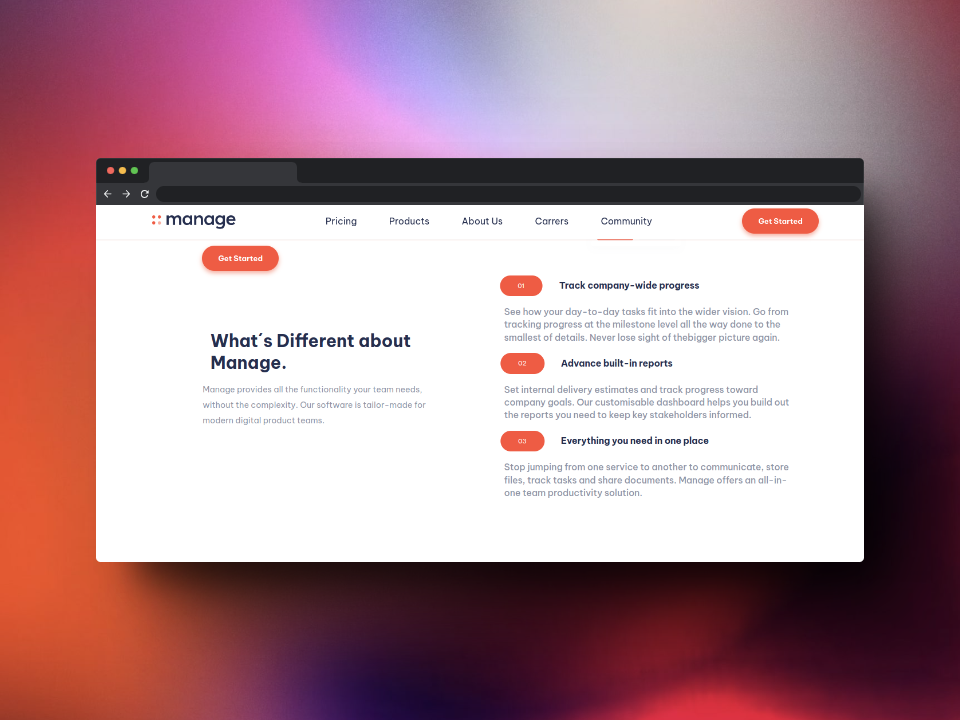 manage
Pricing
Products
About Us
Carrers
Community
Get Started
Get Started
What´s Different about
Manage.
Manage provides all the functionality your team needs,
without the complexity. Our software is tailor-made for
modern digital product teams.
01
Track company-wide progress
See how your day-to-day tasks fit into the wider vision. Go from
tracking progress at the milestone level all the way done to the
smallest of details. Never lose sight of thebigger picture again.
02
Advance built-in reports
Set internal delivery estimates and track progress toward
company goals. Our customisable dashboard helps you build out
the reports you need to keep key stakeholders informed.
03
Everything you need in one place
Stop jumping from one service to another to communicate, store
files, track tasks and share documents. Manage offers an all-in-
one team productivity solution.